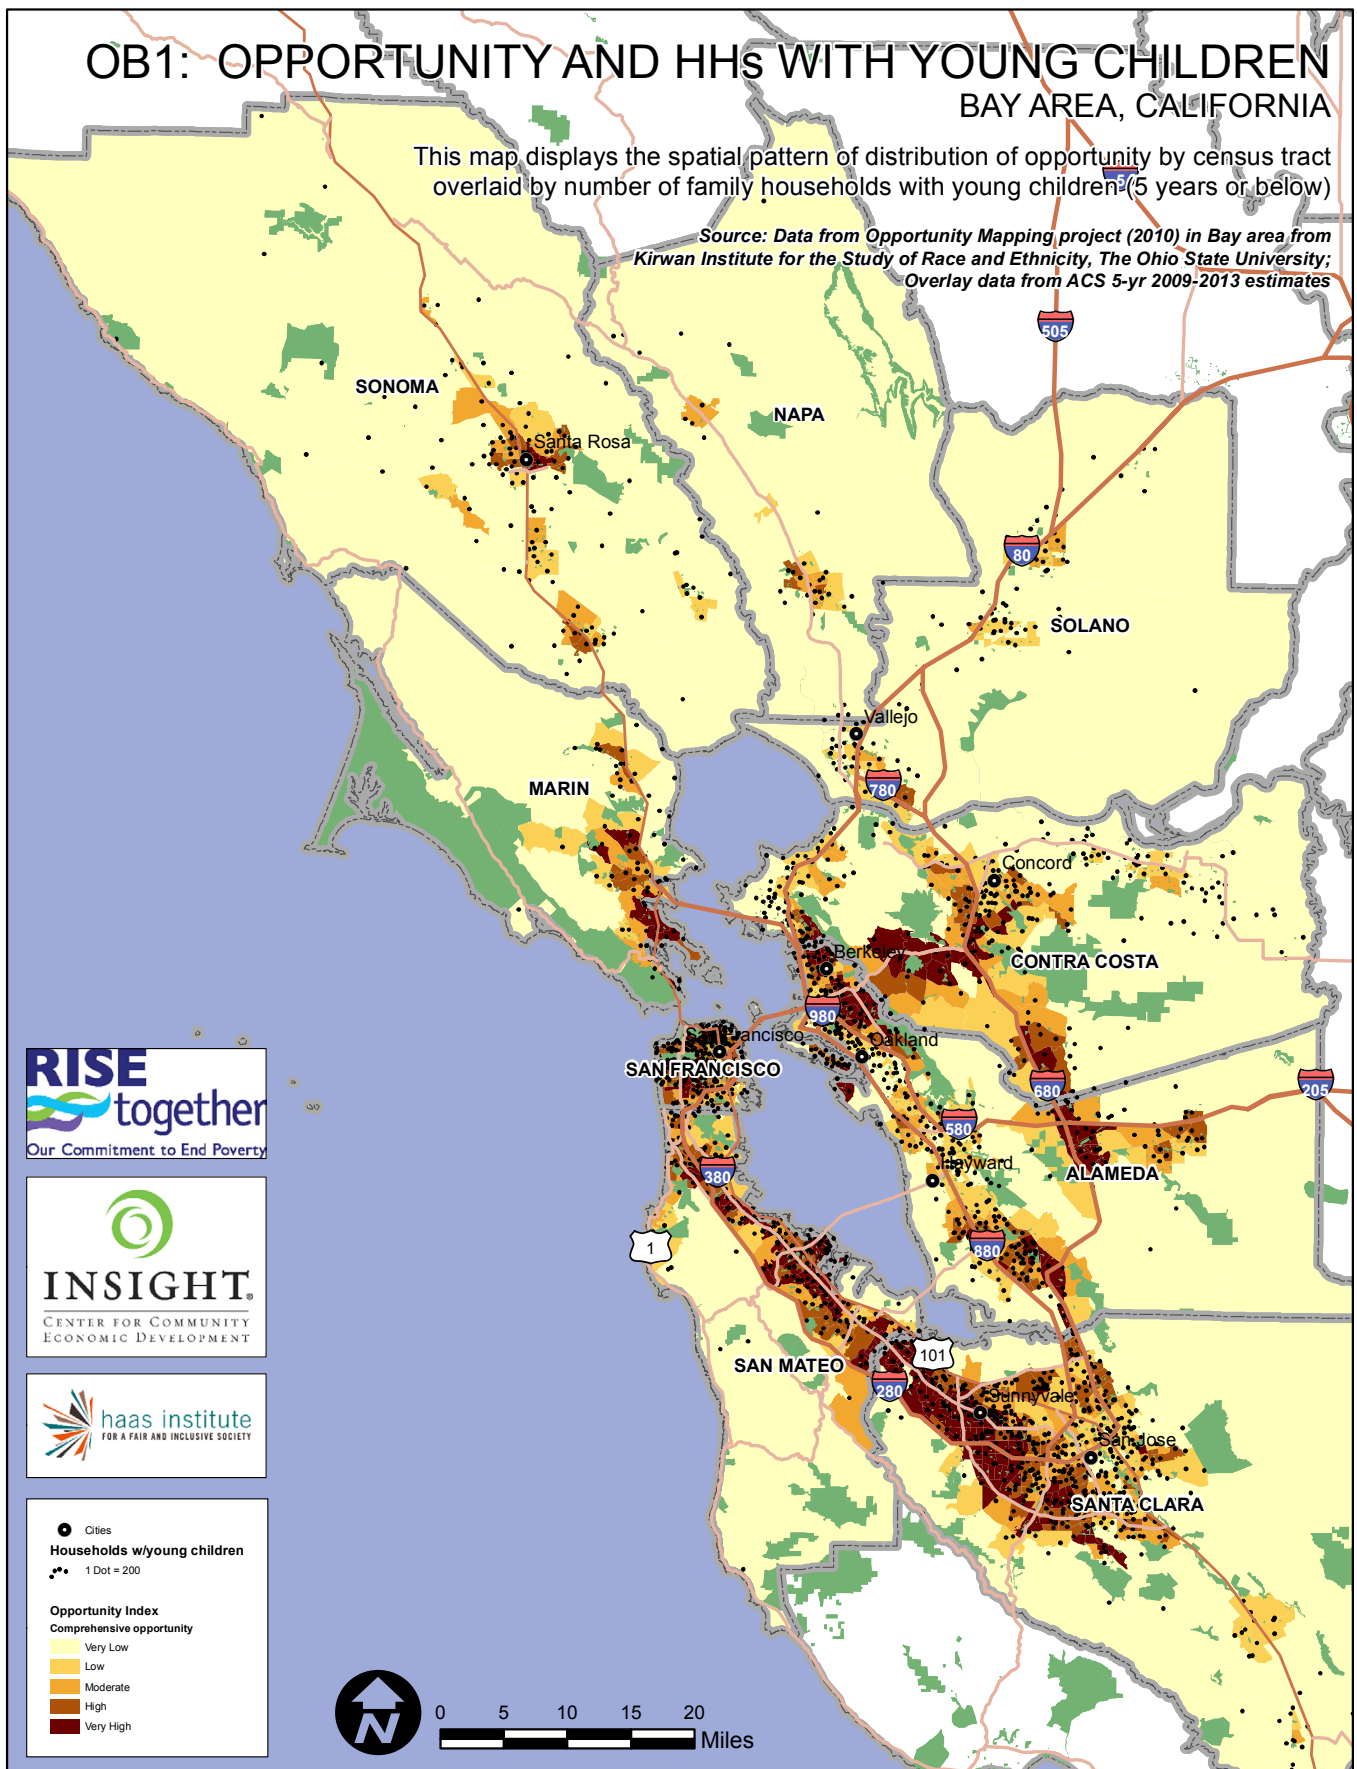 OB1: OPPORTUNITY AND HHs WITH YOUNG CHILDREN
BAY AREA, CALIFORNIA
This map displays the spatial pattern of distribution of opportunity by census tract
overlaid by number of family households with young children (5 years or below)
Source: Data from Opportunity Mapping project (2010) in Bay area from
Kirwan Institute for the Study of Race and Ethnicity, The Ohio State University;
Overlay data from ACS 5-yr 2009-2013 estimates
505
SONOMA
NAPA
Santa Rosa
80
SOLANO
Vallejo
780
MARIN
Concord
Berkeley
CONTRA COSTA
980
San Francisco
Oakland
SAN FRANCISCO
680
205
580
Hayward
ALAMEDA
380
1
880
101
SAN MATEO
280
Sunnyvale
San Jose
SANTA CLARA
RISE
together
Our Commitment to End Poverty
INSIGHT®
CENTER FOR COMMUNITY
ECONOMIC DEVELOPMENT
haas institute
FOR A FAIR AND INCLUSIVE SOCIETY
Cities
Households w/young children
1 Dot = 200
Opportunity Index
Comprehensive opportunity
Very Low
Low
Moderate
High
Very High
N
0 5 10 15 20
Miles